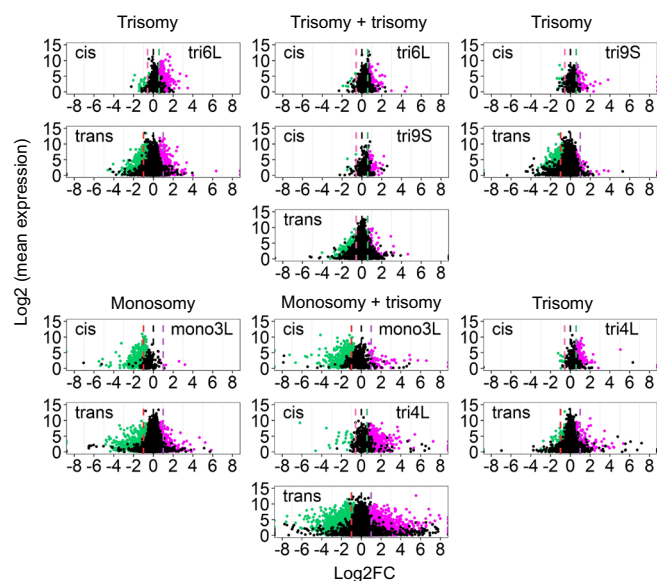 Trisomy Trisomy + trisomy Trisomy
15 cis tri6L 15 cis tri6L 15 cis tri9S
10 10 10
5 5 5
0 0 0
-8 -6 -4 -2 0 2 4 6 8 -8 -6 -4 -2 0 2 4 6 8 -8 -6 -4 -2 0 2 4 6 8
15 trans 15 cis tri9S 15 trans
10 10 10
5 5 5
0 0 0
-8 -6 -4 -2 0 2 4 6 8 -8 -6 -4 -2 0 2 4 6 8 -8 -6 -4 -2 0 2 4 6 8
15 trans
10
5
0
-8 -6 -4 -2 0 2 4 6 8
Log2 (mean expression)
Monosomy Monosomy + trisomy Trisomy
15 cis mono3L 15 cis mono3L 15 cis tri4L
10 10 10
5 5 5
0 0 0
-8 -6 -4 -2 0 2 4 6 8 -8 -6 -4 -2 0 2 4 6 8 -8 -6 -4 -2 0 2 4 6 8
15 trans 15 cis tri4L 15 trans
10 10 10
5 5 5
0 0 0
-8 -6 -4 -2 0 2 4 6 8 -8 -6 -4 -2 0 2 4 6 8 -8 -6 -4 -2 0 2 4 6 8
15 trans
10
5
0
-8 -6 -4 -2 0 2 4 6 8
Log2FC